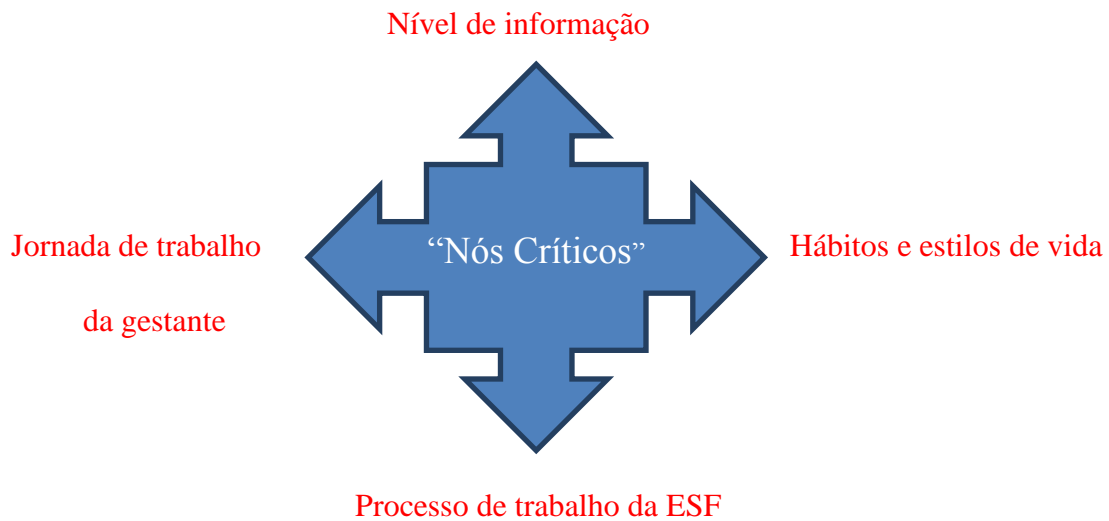 Nível de informação
Jornada de trabalho
da gestante
“Nós Críticos”
Hábitos e estilos de vida
Processo de trabalho da ESF